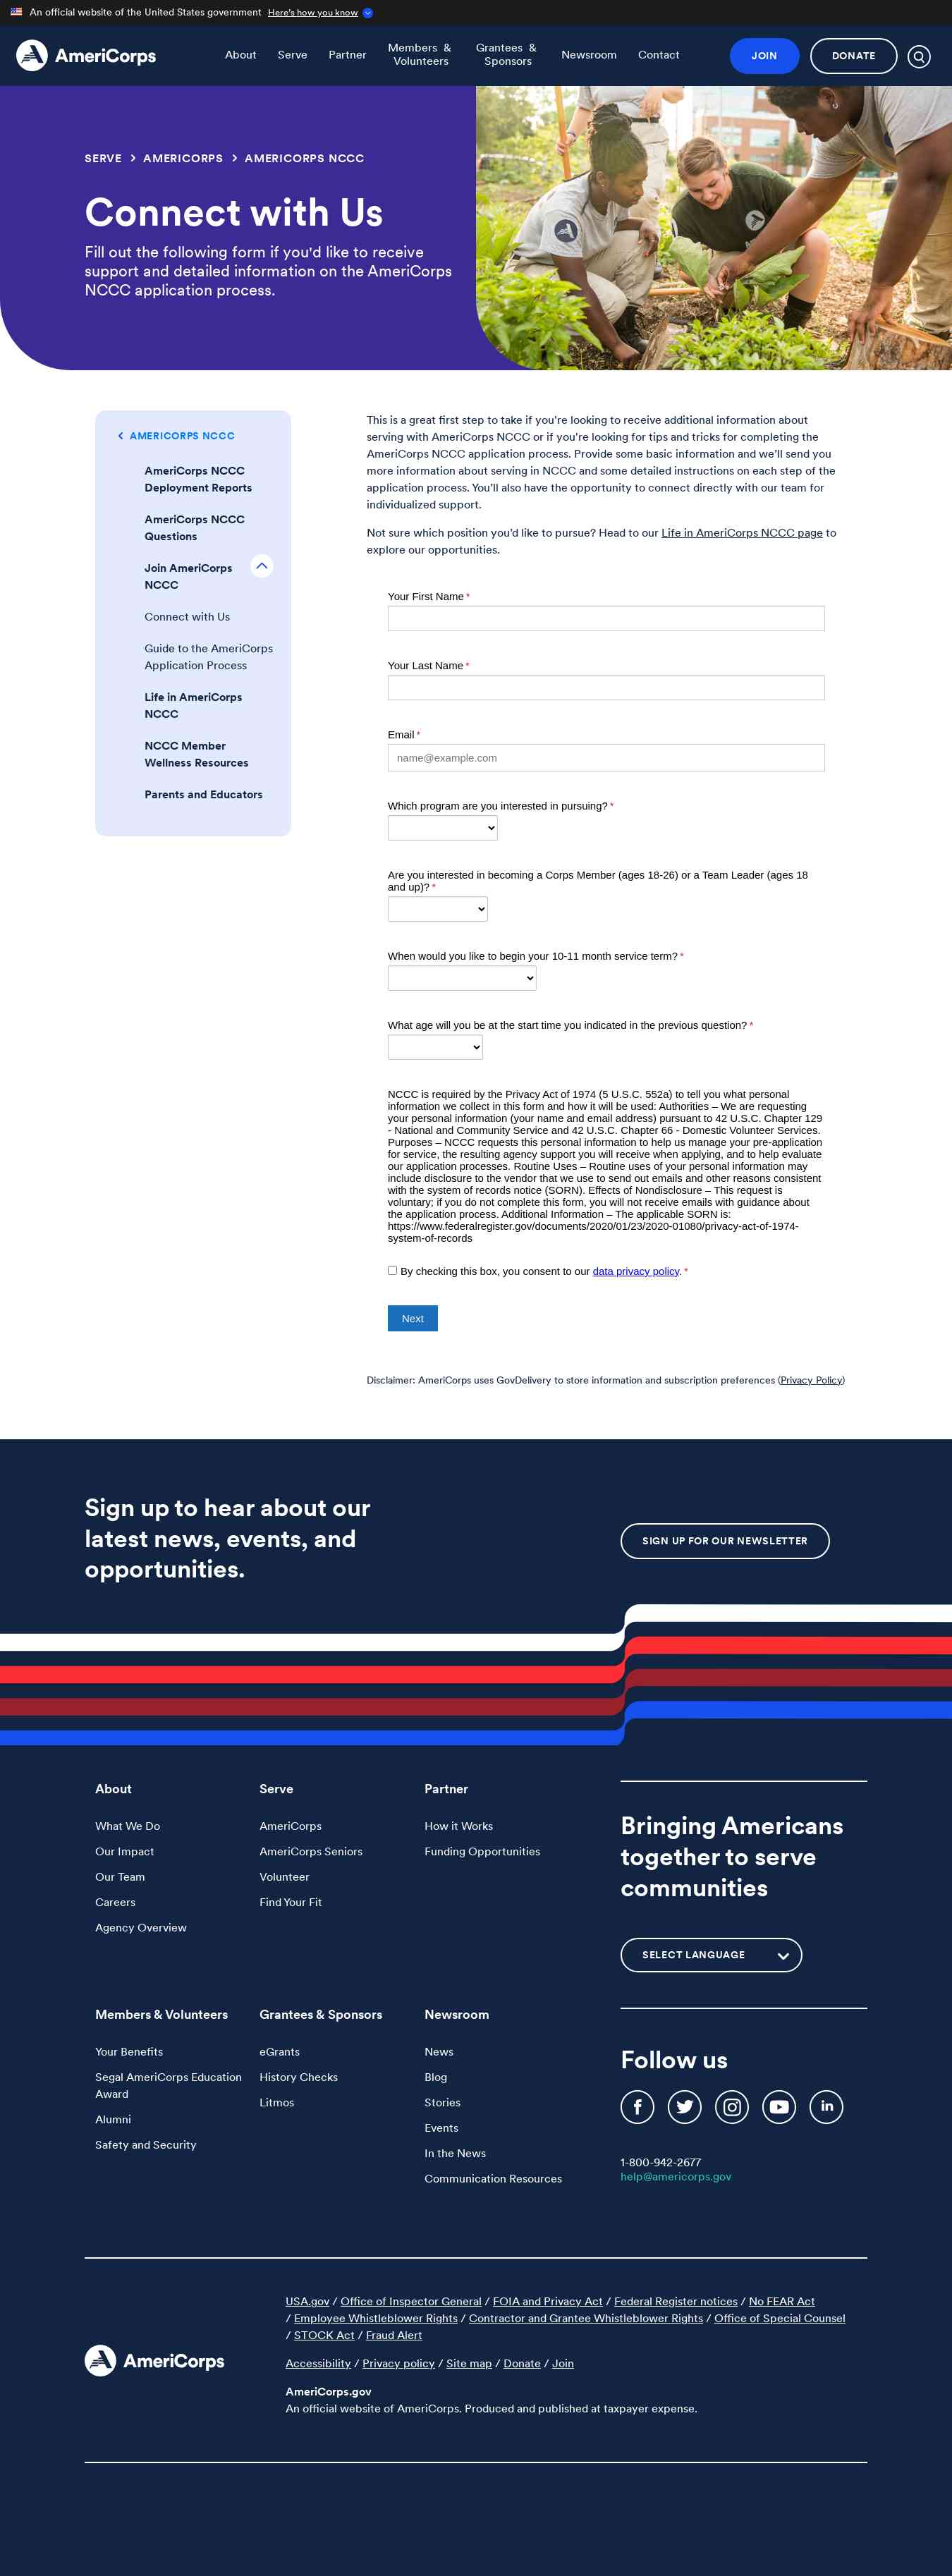 An official website of the United States government Here's how you know
AmeriCorps
About Serve Partner Members & Volunteers Grantees & Sponsors Newsroom Contact JOIN DONATE
SERVE > AMERICORPS > AMERICORPS NCCC
Connect with Us
Fill out the following form if you'd like to receive
support and detailed information on the AmeriCorps
NCCC application process.
AMERICORPS NCCC
AmeriCorps NCCC
Deployment Reports
AmeriCorps NCCC
Questions
Join AmeriCorps
NCCC
Connect with Us
Guide to the AmeriCorps
Application Process
Life in AmeriCorps
NCCC
NCCC Member
Wellness Resources
Parents and Educators
This is a great first step to take if you're looking to receive additional information about
serving with AmeriCorps NCCC or if you're looking for tips and tricks for completing the
AmeriCorps NCCC application process. Provide some basic information and we'll send you
more information about serving in NCCC and some detailed instructions on each step of the
application process. You'll also have the opportunity to connect directly with our team for
individualized support.
Not sure which position you'd like to pursue? Head to our Life in AmeriCorps NCCC page to
explore our opportunities.
Your First Name *
Your Last Name *
Email *
name@example.com
Which program are you interested in pursuing? *
Are you interested in becoming a Corps Member (ages 18-26) or a Team Leader (ages 18
and up)? *
When would you like to begin your 10-11 month service term? *
What age will you be at the start time you indicated in the previous question? *
NCCC is required by the Privacy Act of 1974 (5 U.S.C. 552a) to tell you what personal
information we collect in this form and how it will be used: Authorities – We are requesting
your personal information (your name and email address) pursuant to 42 U.S.C. Chapter 129
- National and Community Service and 42 U.S.C. Chapter 66 - Domestic Volunteer Services.
Purposes – NCCC requests this personal information to help us manage your pre-application
for service, the resulting agency support you will receive when applying, and to help evaluate
our application processes. Routine Uses – Routine uses of your personal information may
include disclosure to the vendor that we use to send out emails and other reasons consistent
with the system of records notice (SORN). Effects of Nondisclosure – This request is
voluntary; if you do not complete this form, you will not receive emails with guidance about
the application process. Additional Information – The applicable SORN is:
https://www.federalregister.gov/documents/2020/01/23/2020-01080/privacy-act-of-1974-
system-of-records
By checking this box, you consent to our data privacy policy. *
Next
Disclaimer: AmeriCorps uses GovDelivery to store information and subscription preferences (Privacy Policy)
Sign up to hear about our
latest news, events, and
opportunities.
SIGN UP FOR OUR NEWSLETTER
About
What We Do
Our Impact
Our Team
Careers
Agency Overview
Serve
AmeriCorps
AmeriCorps Seniors
Volunteer
Find Your Fit
Partner
How it Works
Funding Opportunities
Bringing Americans
together to serve
communities
SELECT LANGUAGE
Members & Volunteers
Your Benefits
Segal AmeriCorps Education
Award
Alumni
Safety and Security
Grantees & Sponsors
eGrants
History Checks
Litmos
Newsroom
News
Blog
Stories
Events
In the News
Communication Resources
Follow us
1-800-942-2677
help@americorps.gov
AmeriCorps
USA.gov / Office of Inspector General / FOIA and Privacy Act / Federal Register notices / No FEAR Act
/ Employee Whistleblower Rights / Contractor and Grantee Whistleblower Rights / Office of Special Counsel
/ STOCK Act / Fraud Alert
Accessibility / Privacy policy / Site map / Donate / Join
AmeriCorps.gov
An official website of AmeriCorps. Produced and published at taxpayer expense.